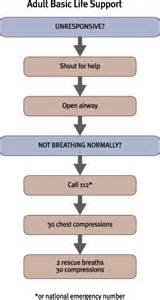 Adult Basic Life Support
UNRESPONSIVE?
Shout for help
Open airway
NOT BREATHING NORMALLY?
Call 112*
30 chest compressions
2 rescue breaths
30 compressions
*or national emergency number